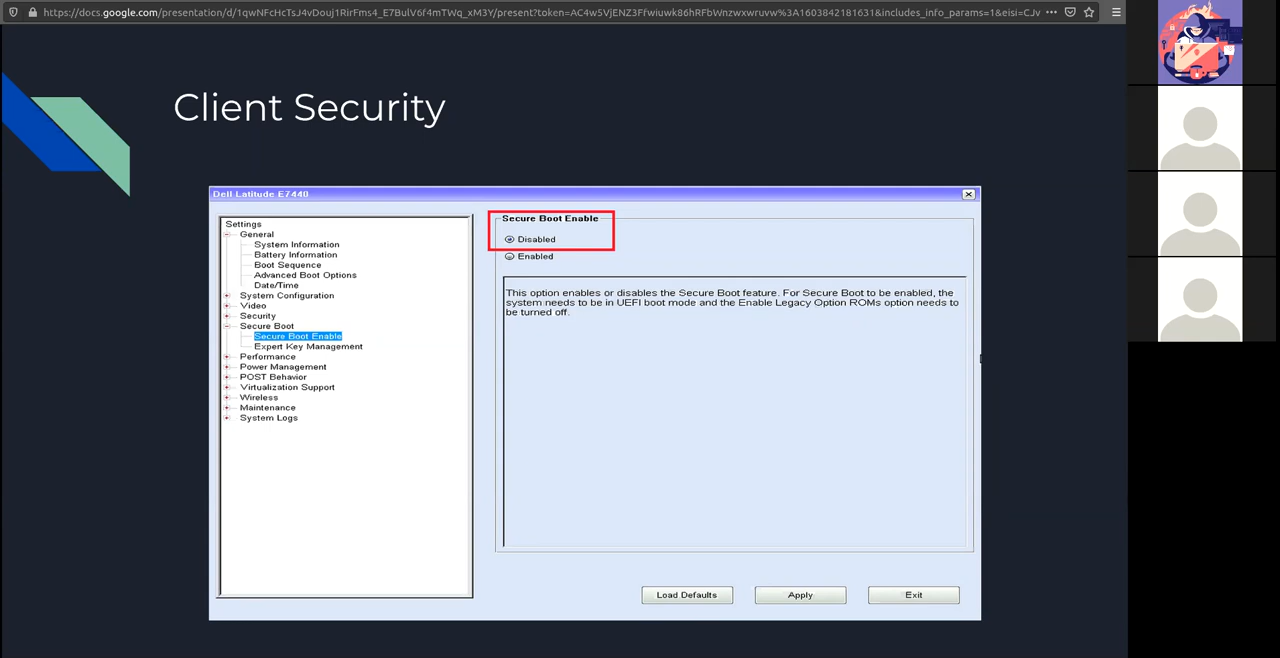 https://docs.google.com/presentation/d/1qwNFcHcTsJ4vDouj1RirFms4_E7BulV6f4mTWq_xM3Y/present?token=AC4w5VjENZ3Ffwiuwk86hRFbWnzwxwruvw%3A1603842181631&includes_info_params=1&eisi=CJv
Client Security
Dell Latitude E7440
Settings
General
System Information
Battery Information
Boot Sequence
Advanced Boot Options
Date/Time
System Configuration
Video
Security
Secure Boot
Secure Boot Enable
Expert Key Management
Performance
Power Management
POST Behavior
Virtualization Support
Wireless
Maintenance
System Logs
Secure Boot Enable
Disabled
Enabled
This option enables or disables the Secure Boot feature. For Secure Boot to be enabled, the
system needs to be in UEFI boot mode and the Enable Legacy Option ROMs option needs to
be turned off.
Load Defaults
Apply
Exit